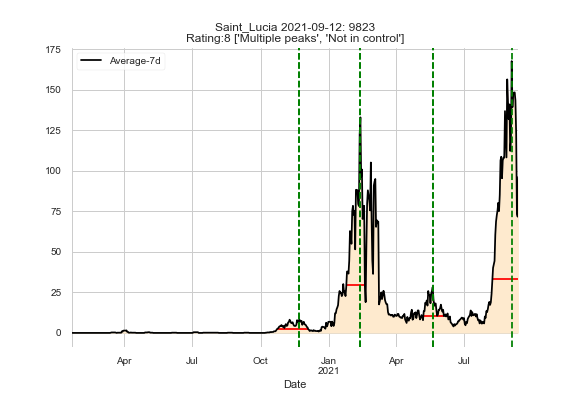 Saint_Lucia 2021-09-12: 9823
Rating:8 ['Multiple peaks', 'Not in control']
175
Average-7d
150
125
100
75
50
25
0
Apr Jul Oct Jan Apr Jul
2021
Date